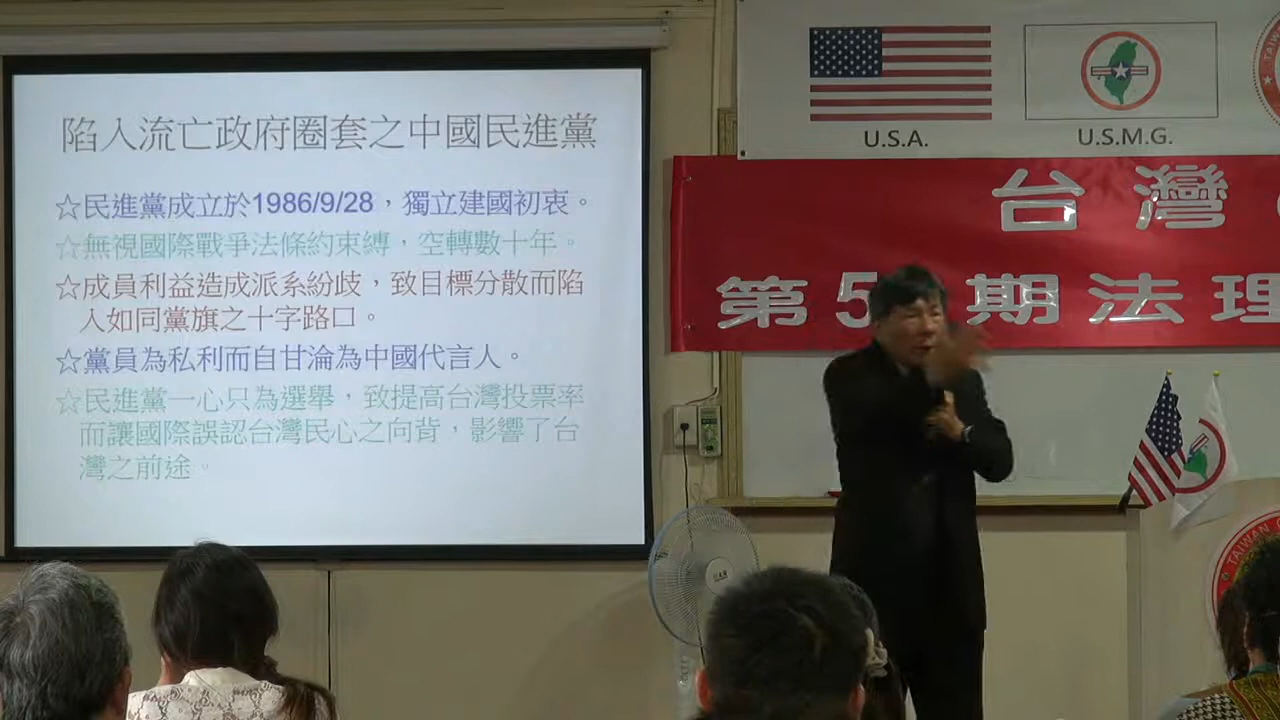 陷入流亡政府圈套之中國民進黨
☆民進黨成立於1986/9/28，獨立建國初衷。
☆無視國際戰爭法條約束縛，空轉數十年。
☆成員利益造成派系紛歧，致目標分散而陷
入如同黨旗之十字路口。
☆黨員為私利而自甘淪為中國代言人。
☆民進黨一心只為選舉，致提高台灣投票率
而讓國際誤認台灣民心之向背，影響了台
灣之前途。
U.S.A.
U.S.M.G.
台灣
第5 期法理
TAIWAN